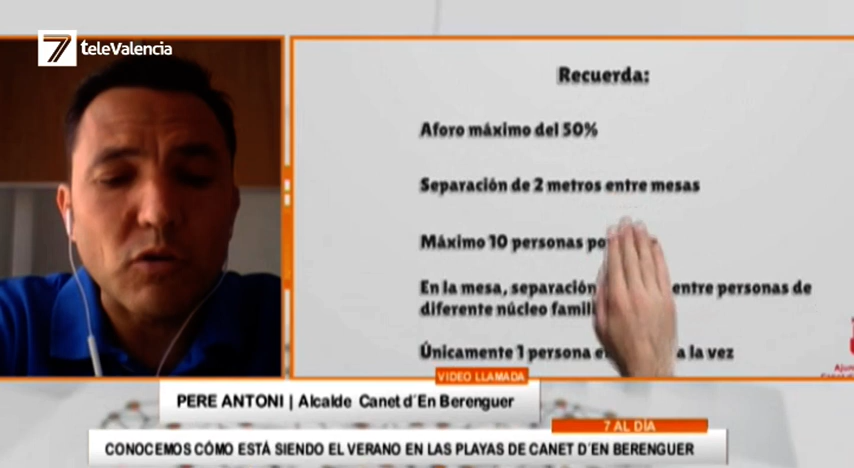 7 teleValencia
Recuerda:
Aforo máximo del 50%
Separación de 2 metros entre mesas
Máximo 10 personas
En la mesa, separación entre personas de
diferente núcleo
Únicamente 1 persona a la vez
VIDEO LLAMADA
PERE ANTONI | Alcalde Canet d´En Berenguer
7 AL DÍA
CONOCEMOS CÓMO ESTÁ SIENDO EL VERANO EN LAS PLAYAS DE CANET D´EN BERENGUER